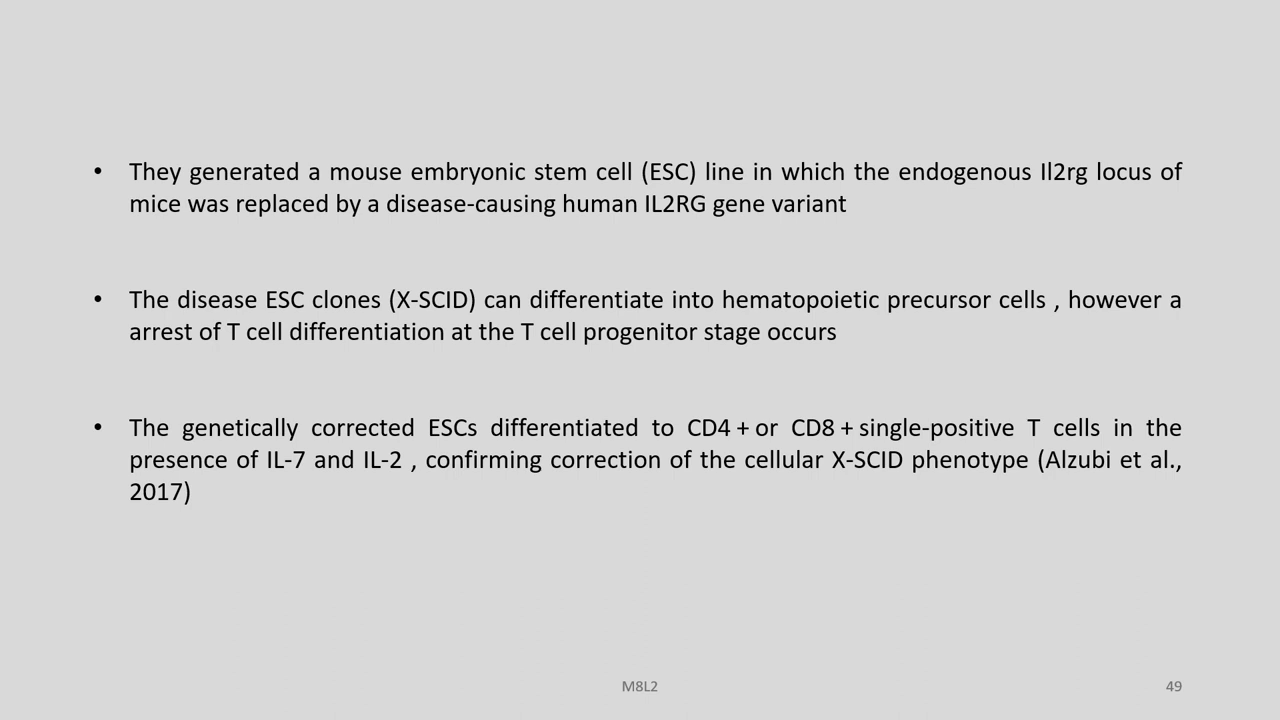 • They generated a mouse embryonic stem cell (ESC) line in which the endogenous Il2rg locus of
mice was replaced by a disease-causing human IL2RG gene variant
• The disease ESC clones (X-SCID) can differentiate into hematopoietic precursor cells , however a
arrest of T cell differentiation at the T cell progenitor stage occurs
• The genetically corrected ESCs differentiated to CD4 + or CD8 + single-positive T cells in the
presence of IL-7 and IL-2 , confirming correction of the cellular X-SCID phenotype (Alzubi et al.,
2017)
M8L2
49